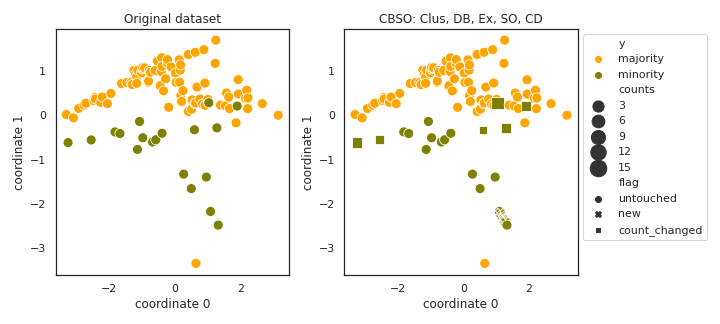 Original dataset
CBSO: Clus, DB, Ex, SO, CD
coordinate 1
1
0
−1
−2
−3
−2
0
2
coordinate 0
coordinate 1
1
0
−1
−2
−3
−2
0
2
coordinate 0
y
majority
minority
counts
3
6
9
12
15
flag
untouched
new
count_changed